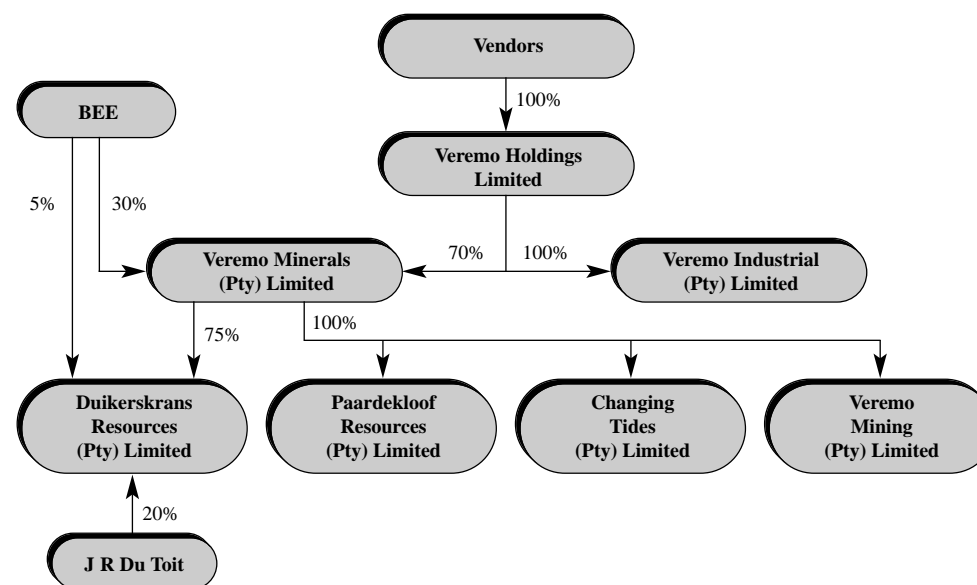 Vendors
100%
BEE
Veremo Holdings
Limited
5%
30%
70%
100%
Veremo Minerals
(Pty) Limited
Veremo Industrial
(Pty) Limited
75%
100%
Duikerskrans
Resources
(Pty) Limited
Paardekloof
Resources
(Pty) Limited
Changing
Tides
(Pty) Limited
Veremo
Mining
(Pty) Limited
20%
J R Du Toit